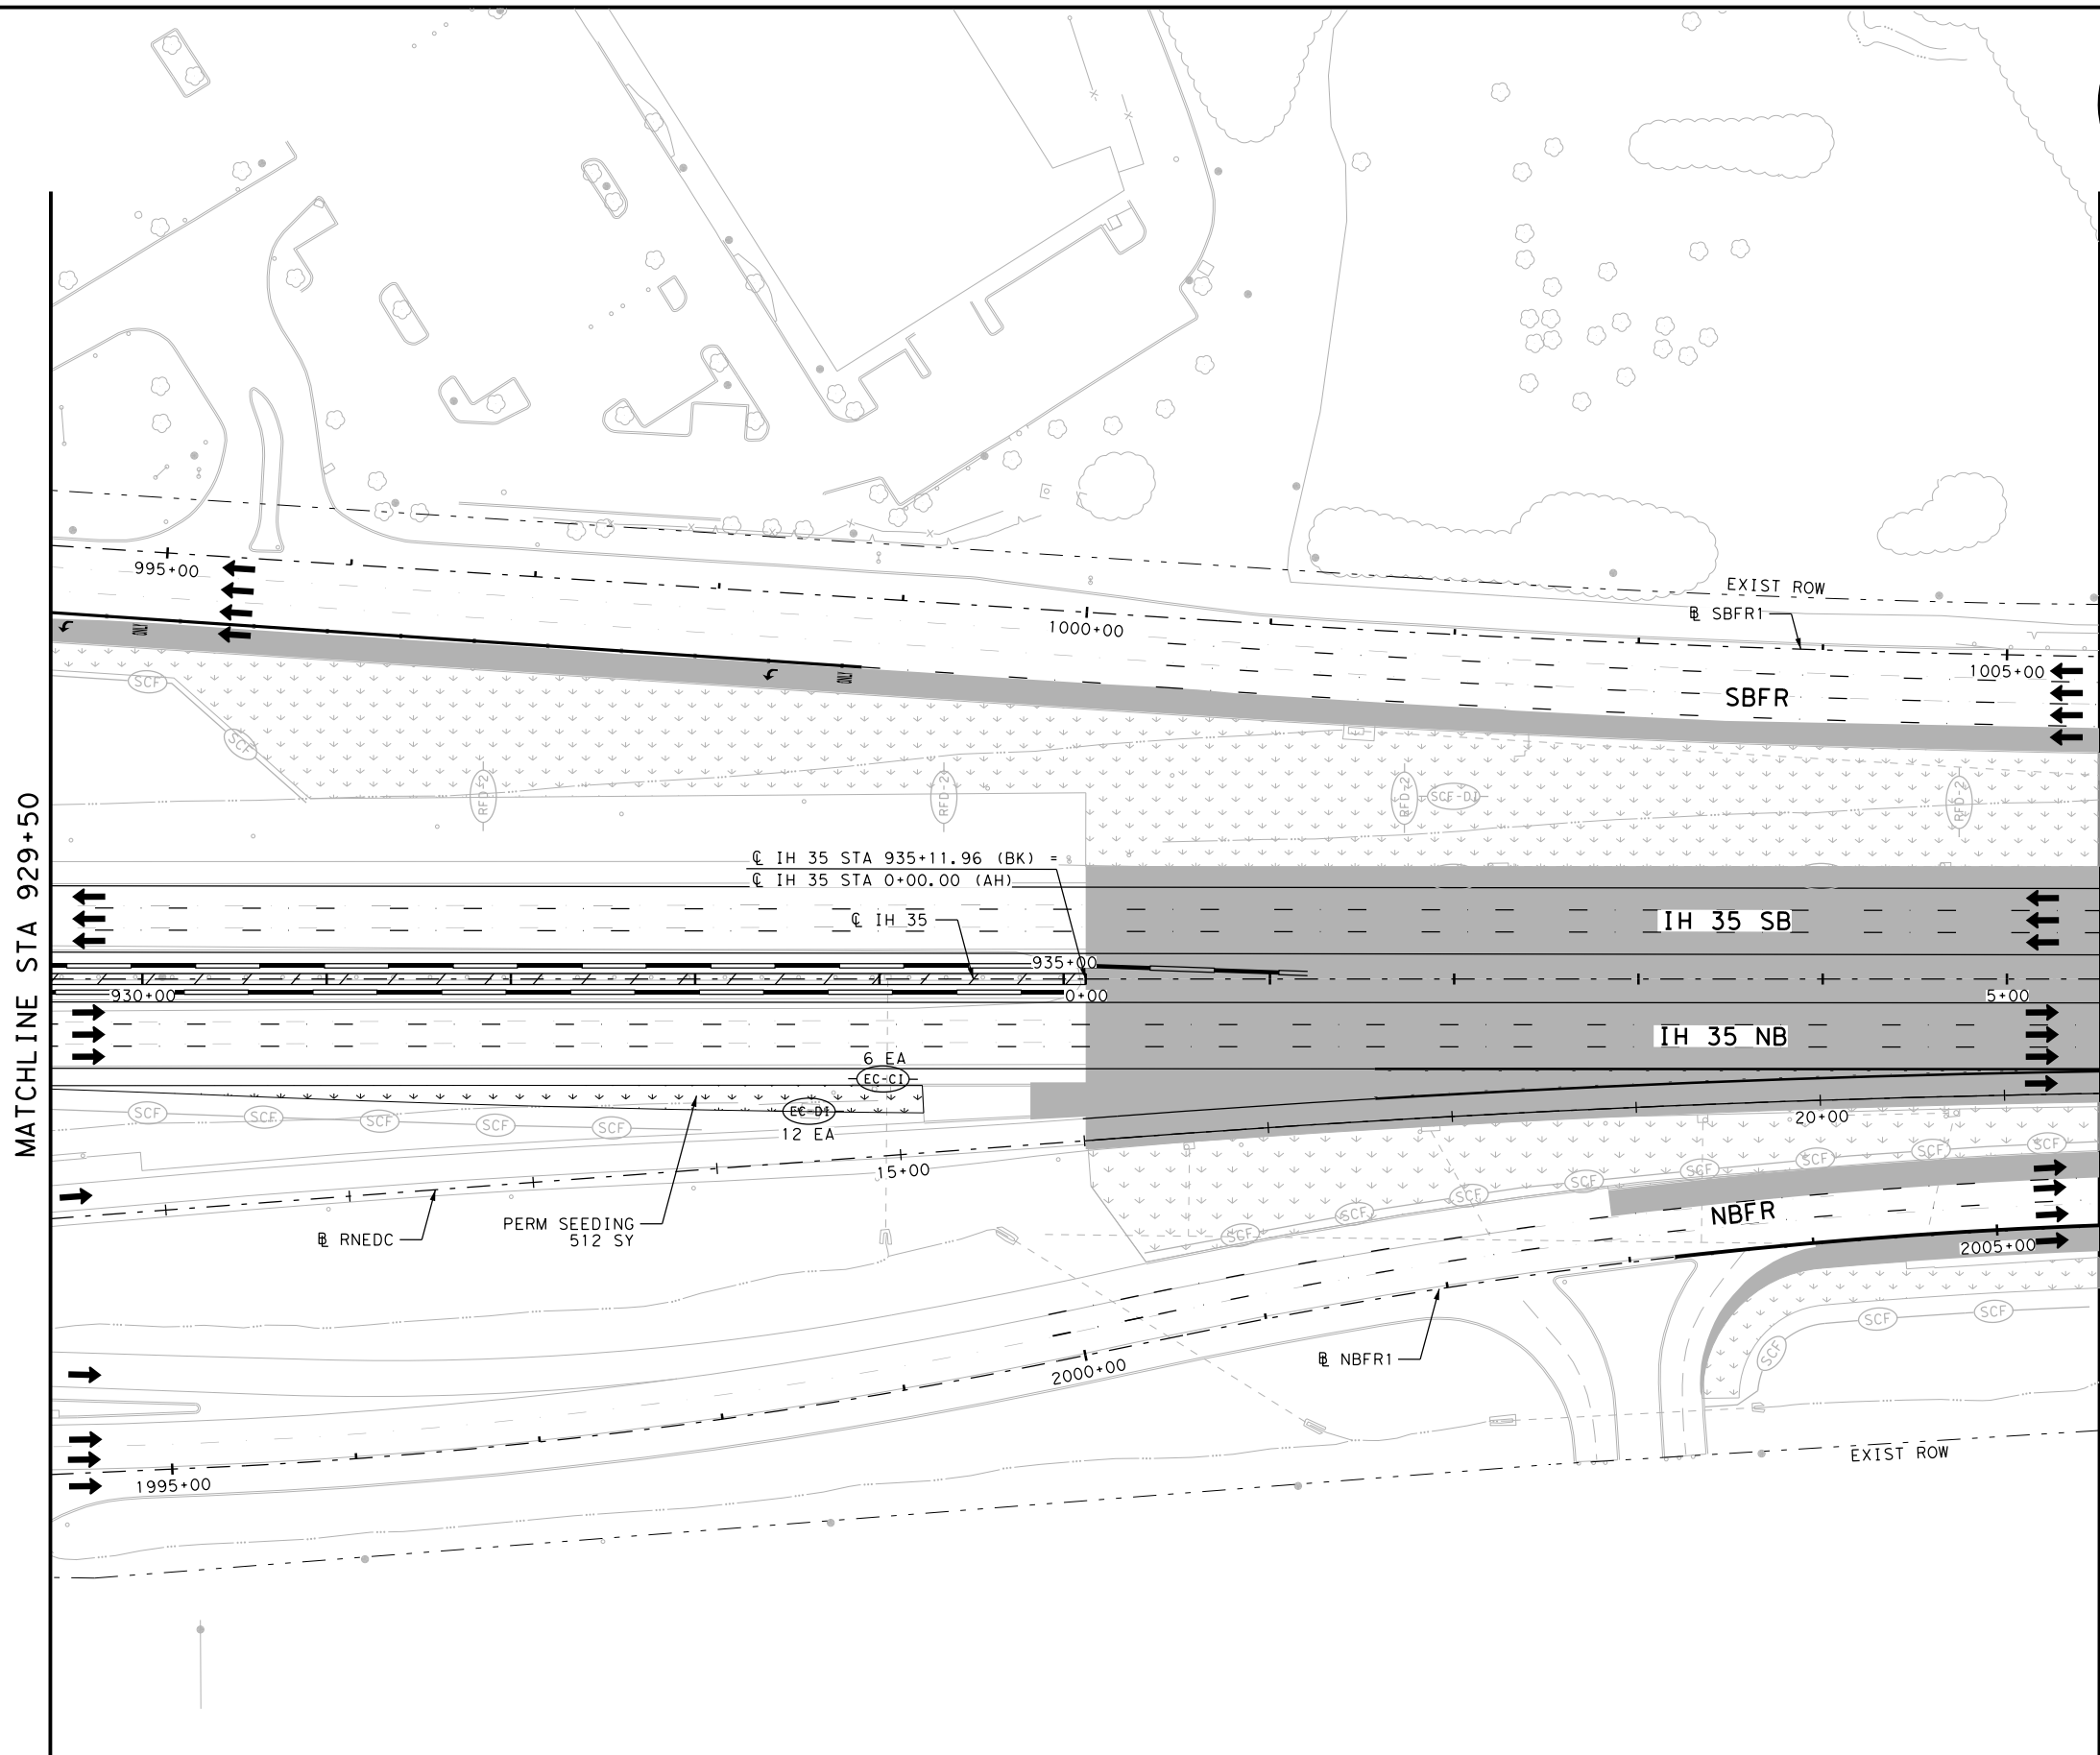 EXIST ROW
℄ SBFR1
995+00
1000+00
1005+00
ONLY
ONLY
SBFR
SCF
SCF
RFD-2
RFD-2
RFD-2
SCF-DI
RFD-2
MATCHLINE STA 929+50
℄ IH 35 STA 935+11.96 (BK) =
℄ IH 35 STA 0+00.00 (AH)
℄ IH 35
IH 35 SB
935+00
930+00
0+00
5+00
IH 35 NB
6 EA
EC-CI
EC-DI
12 EA
SCF
SCF
SCF
SCF
SCF
20+00
15+00
SCF
SCF
SCF
SCF
SCF
SCF
SCF
SCF
NBFR
PERM SEEDING
512 SY
℄ RNEDC
2005+00
SCF
SCF
SCF
℄ NBFR1
2000+00
EXIST ROW
1995+00